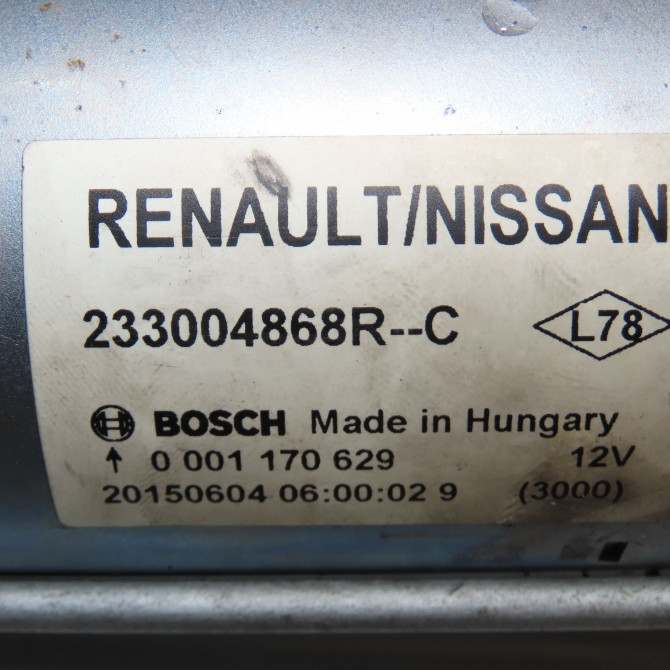 RENAULT/NISSAN
233004868R--C L78
BOSCH Made in Hungary
↑ 0 001 170 629 12V
20150604 06:00:02 9 (3000)